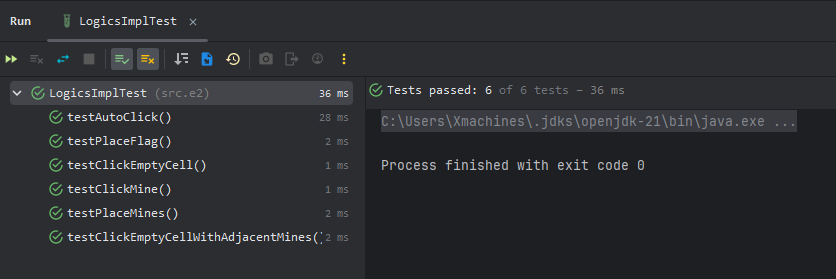 Run LogicsImplTest ×
LogicsImplTest (src.e2) 36 ms
testAutoClick() 28 ms
testPlaceFlag() 2 ms
testClickEmptyCell() 1 ms
testClickMine() 1 ms
testPlaceMines() 2 ms
testClickEmptyCellWithAdjacentMines() 2 ms
Tests passed: 6 of 6 tests – 36 ms
C:\Users\Xmachines\.jdks\openjdk-21\bin\java.exe ...
Process finished with exit code 0